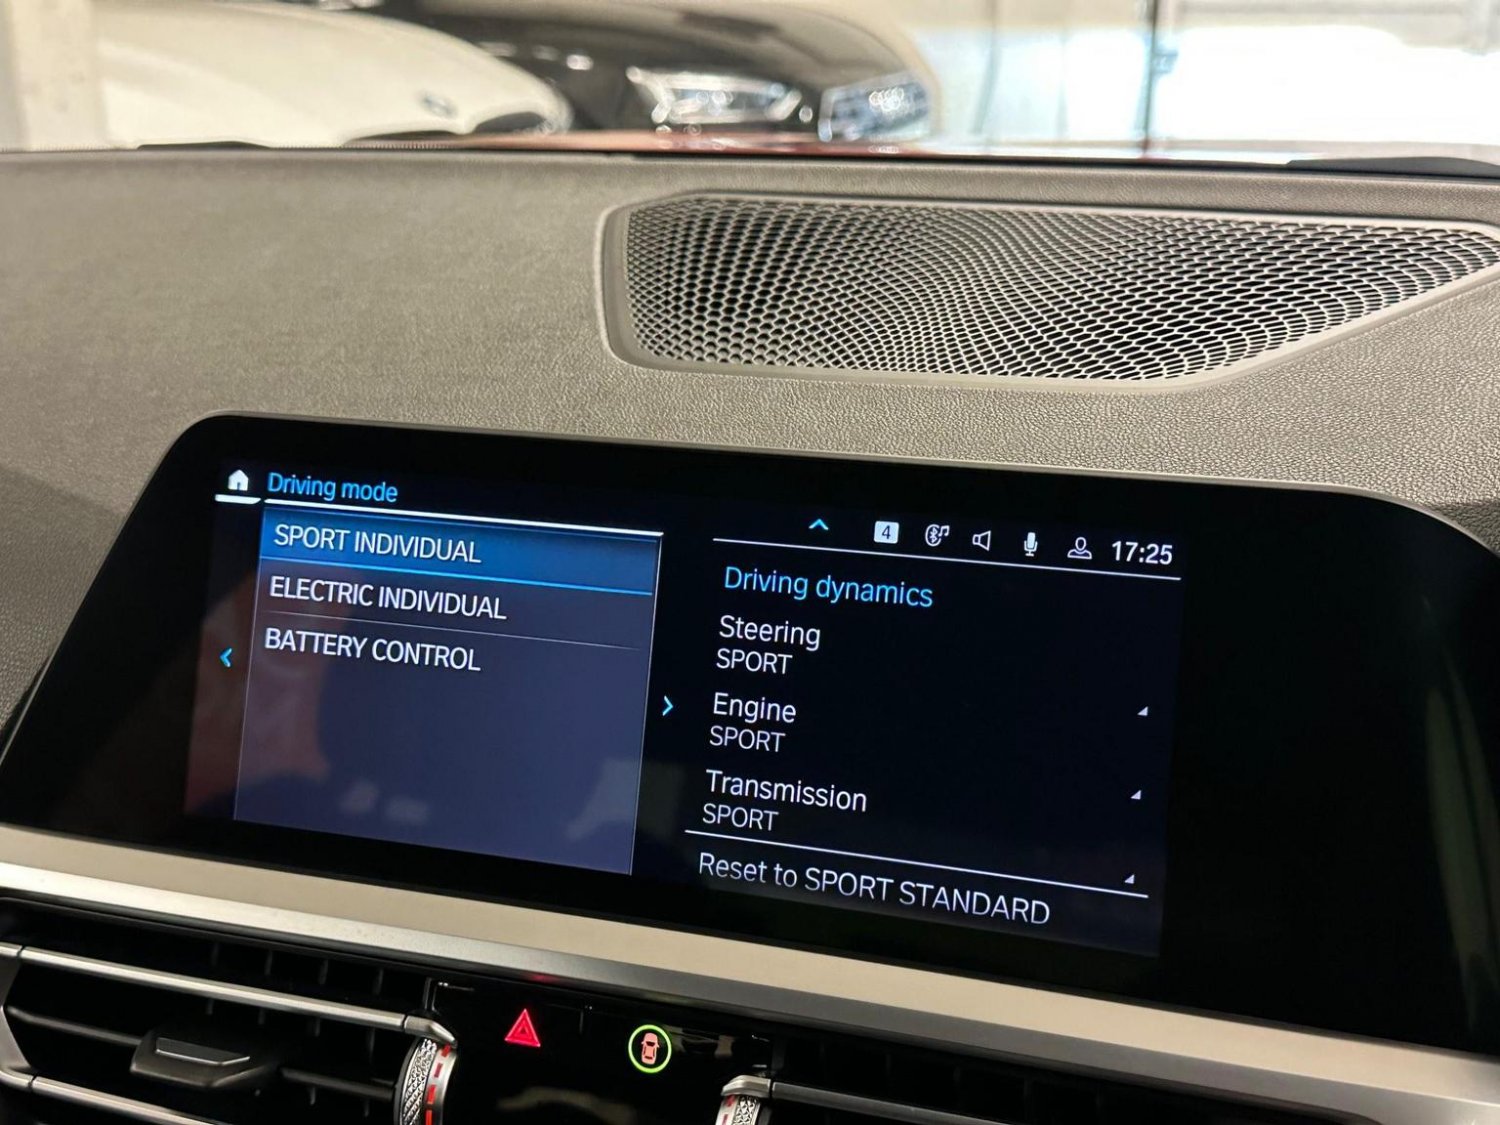 Driving mode
SPORT INDIVIDUAL
ELECTRIC INDIVIDUAL
BATTERY CONTROL
4
17:25
Driving dynamics
Steering
SPORT
Engine
SPORT
Transmission
SPORT
Reset to SPORT STANDARD